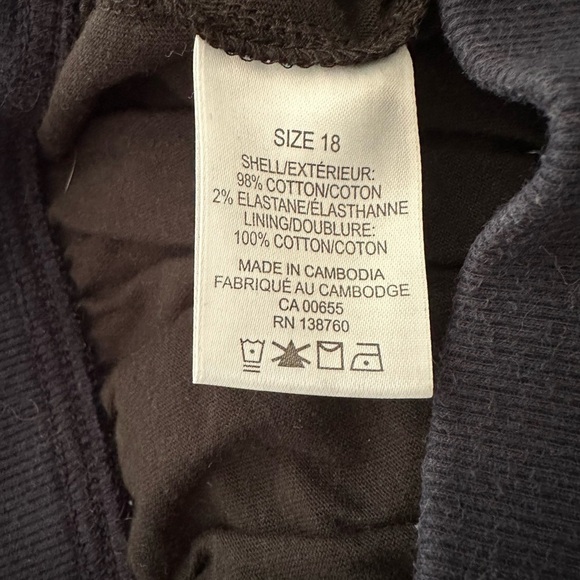 SIZE 18
SHELL/EXTÉRIEUR:
98% COTTON/COTON
2% ELASTANE/ÉLASTHANNE
LINING/DOUBLURE:
100% COTTON/COTON
MADE IN CAMBODIA
FABRIQUÉ AU CAMBODGE
CA 00655
RN 138760